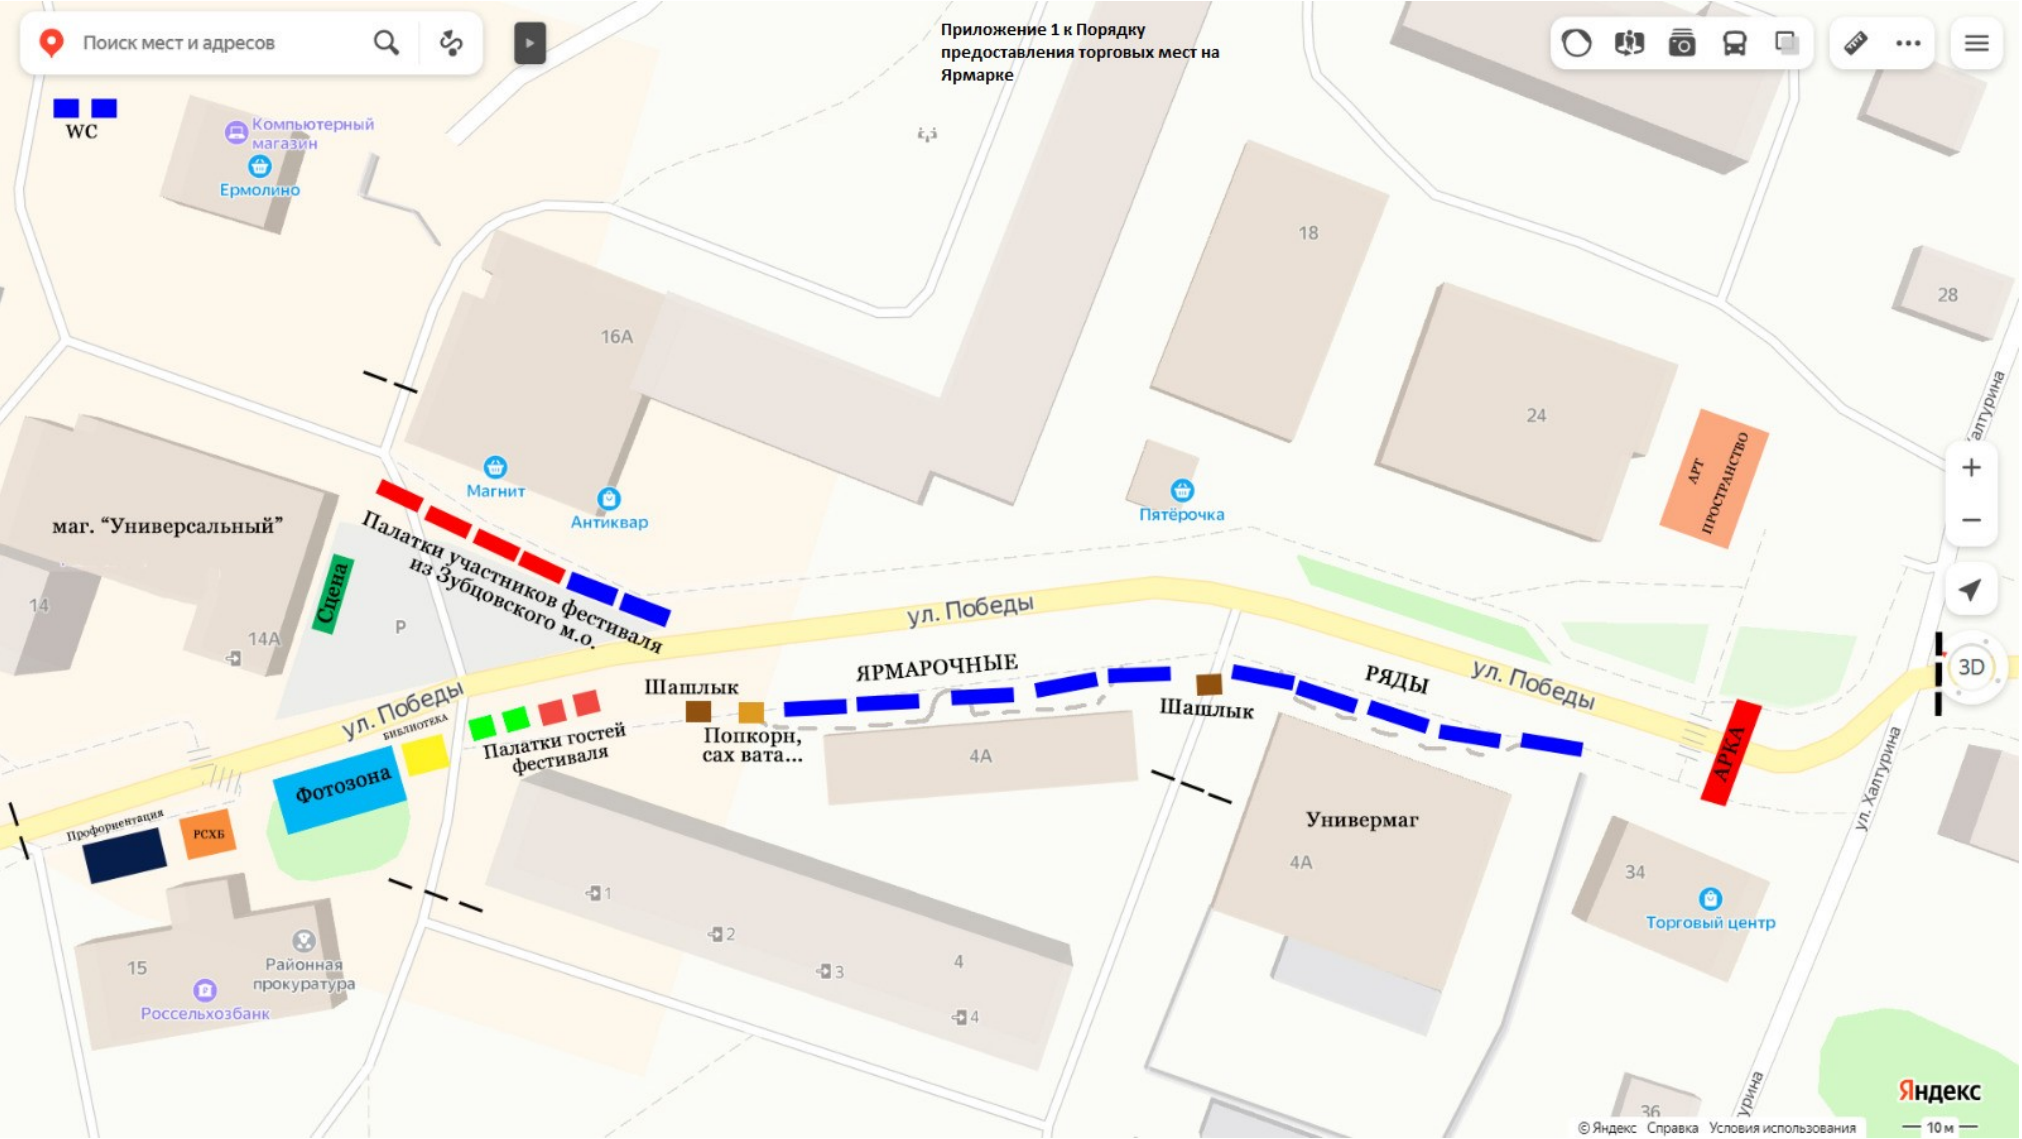 Поиск мест и адресов
Приложение 1 к Порядку
предоставления торговых мест на
Ярмарке
WC
Компьютерный
магазин
Ермолино
18
28
16А
24
АРТ
ПРОСТРАНСТВО
Магнит
Антиквар
Пятёрочка
маг. “Универсальный”
Палатки участников фестиваля
из Зубцовского м.о.
Сцена
14
14А
P
ул. Победы
ЯРМАРОЧНЫЕ
РЯДЫ
ул. Победы
3D
Шашлык
Шашлык
ул. Победы
БИБЛИОТЕКА
Палатки гостей
фестиваля
Попкорн,
сах вата...
4А
АРКА
Фотозона
Профориентация
РСХБ
Универмаг
4А
ул. Халтурина
34
Торговый центр
1
2
3
4
4
15
Районная
прокуратура
Россельхозбанк
36
Яндекс
© Яндекс Справка Условия использования
10 м